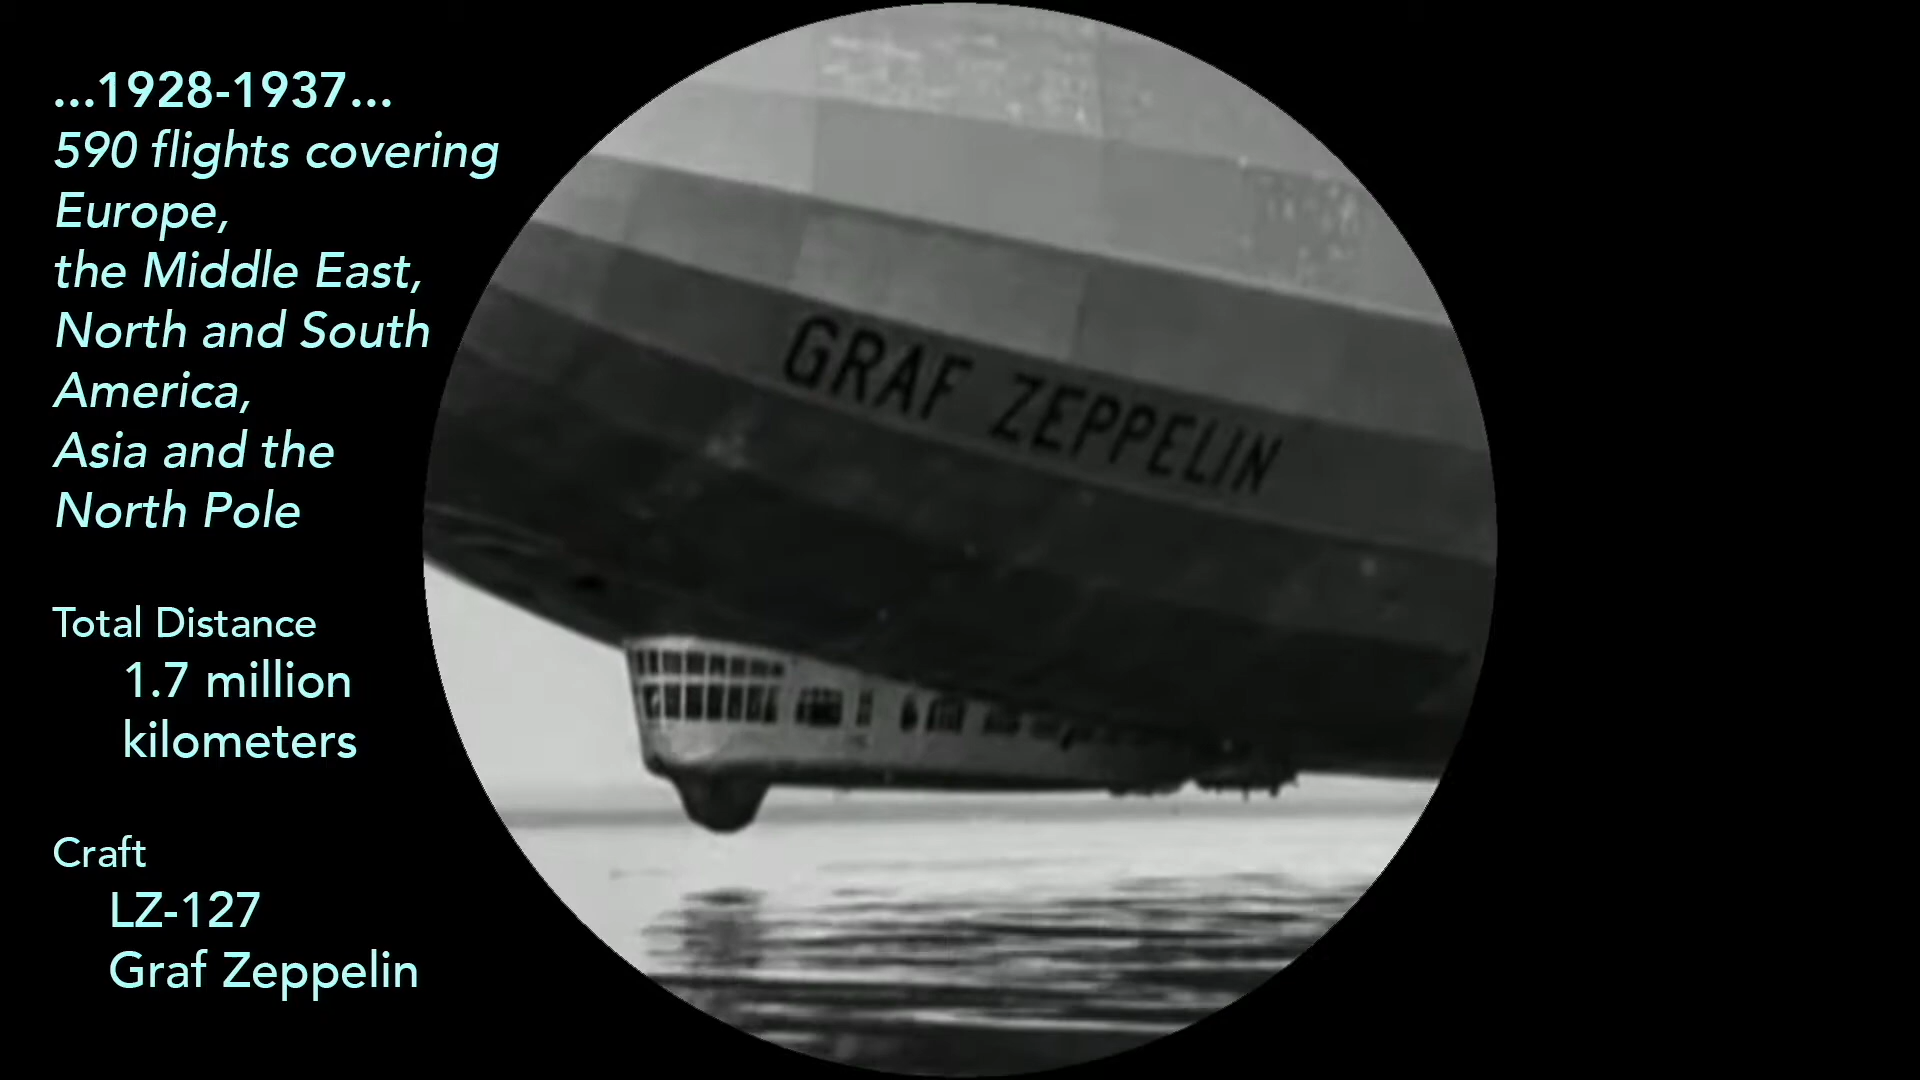 ...1928-1937...
590 flights covering
Europe,
the Middle East,
North and South
America,
Asia and the
North Pole
Total Distance
1.7 million
kilometers
Craft
LZ-127
Graf Zeppelin
GRAF ZEPPELIN